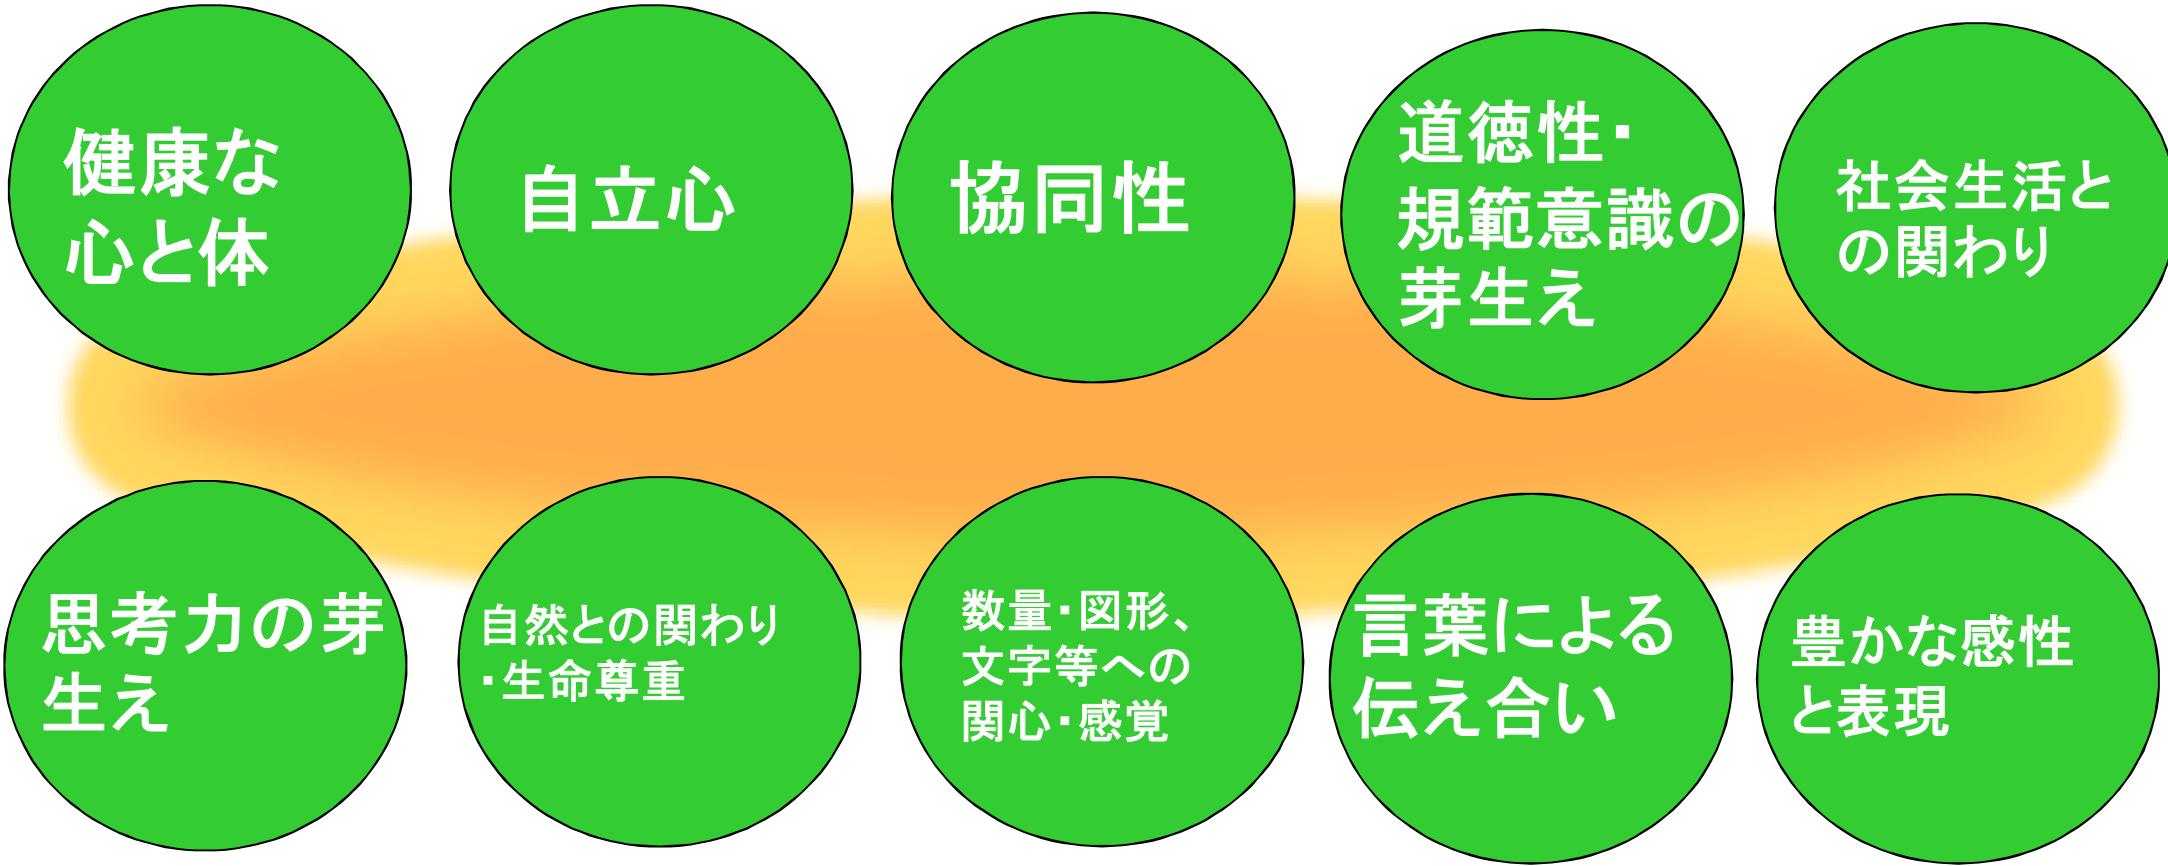 健康な
心と体
自立心
協同性
道徳性・
規範意識の
芽生え
社会生活と
の関わり
思考力の芽
生え
自然との関わり
・生命尊重
数量・図形、
文字等への
関心・感覚
言葉による
伝え合い
豊かな感性
と表現